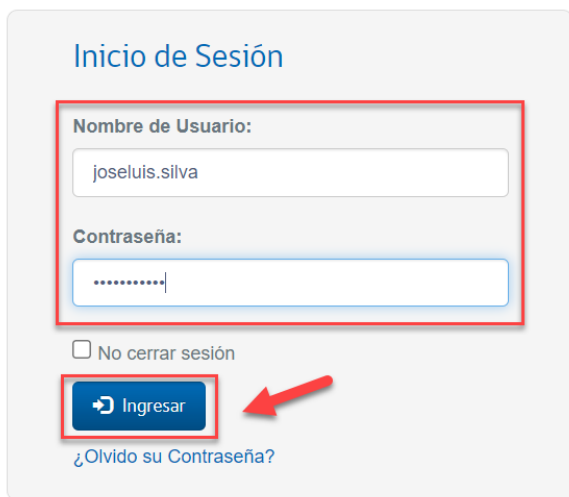 Inicio de Sesión
Nombre de Usuario:
joseluis.silva
Contraseña:
•••••••••••
No cerrar sesión
Ingresar
¿Olvido su Contraseña?